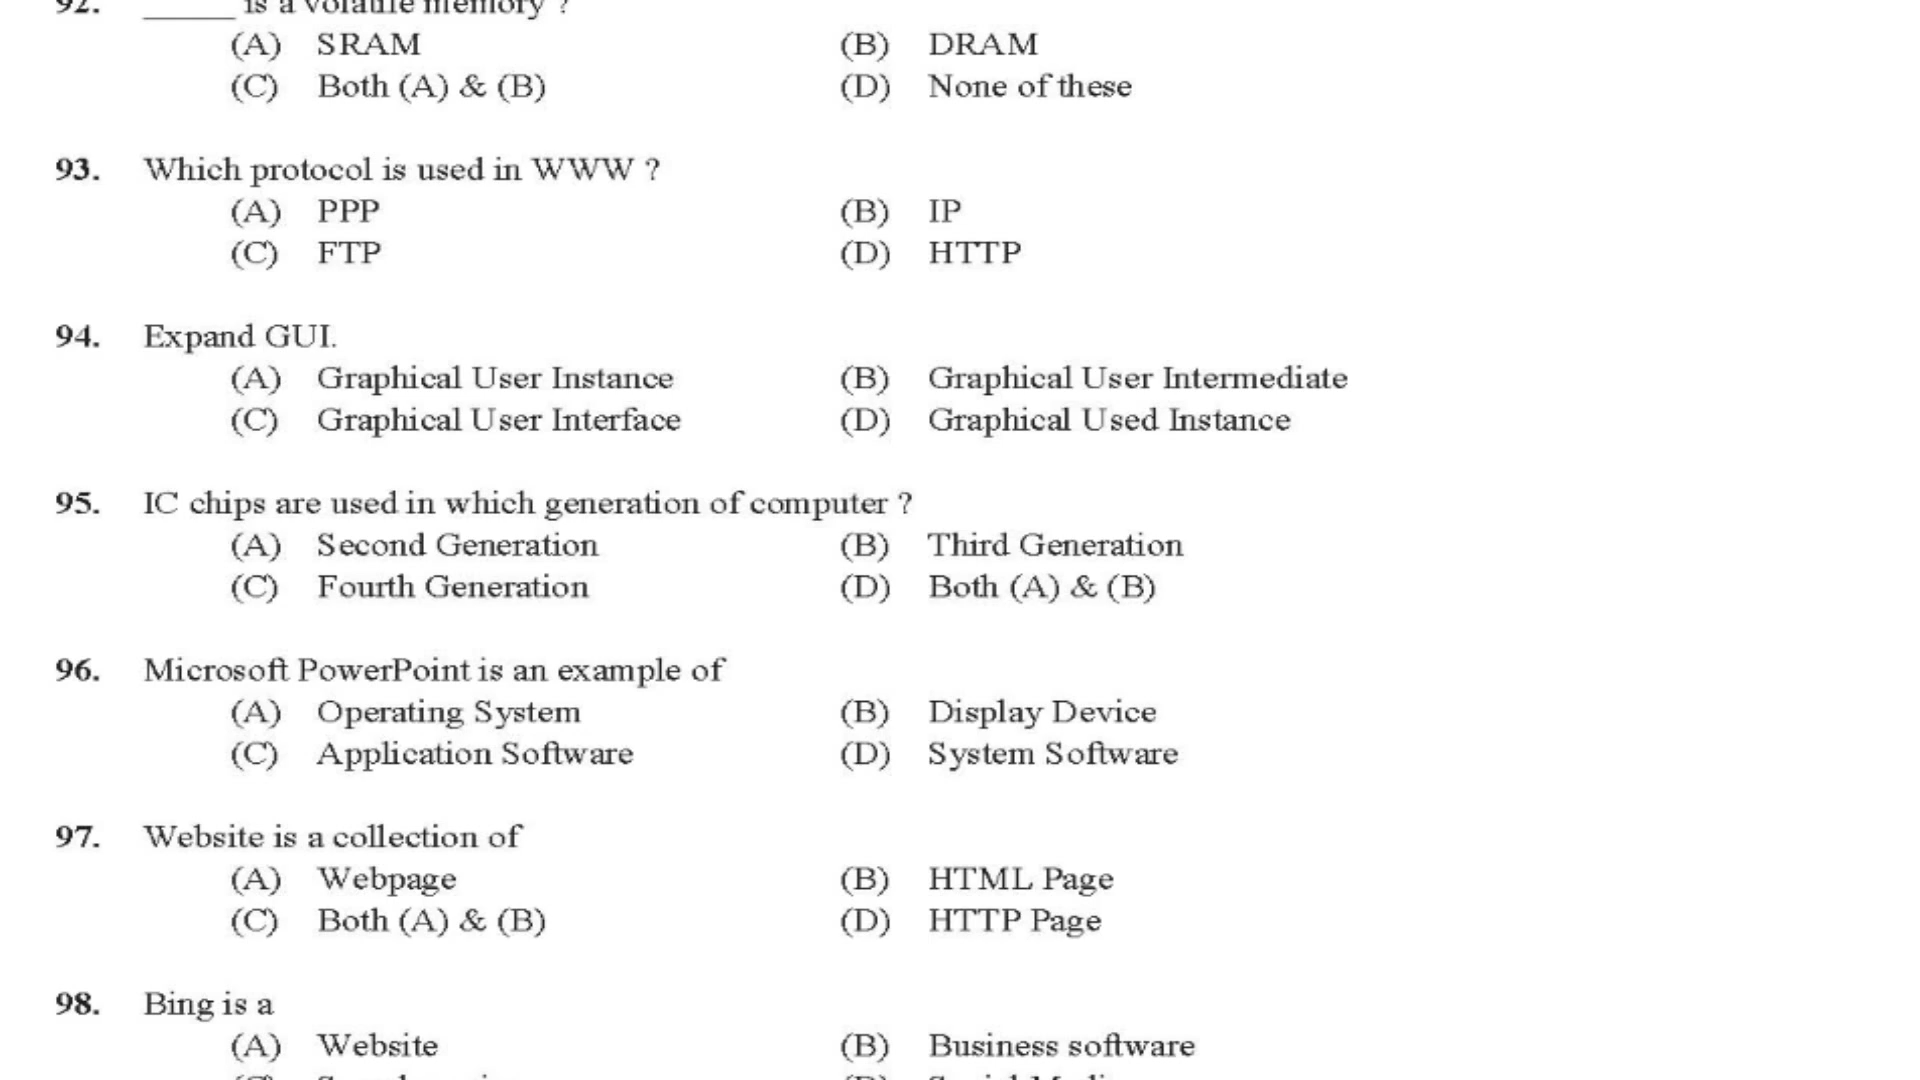 92. _____ is a volatile memory ?
(A) SRAM (B) DRAM
(C) Both (A) & (B) (D) None of these
93. Which protocol is used in WWW ?
(A) PPP (B) IP
(C) FTP (D) HTTP
94. Expand GUI.
(A) Graphical User Instance (B) Graphical User Intermediate
(C) Graphical User Interface (D) Graphical Used Instance
95. IC chips are used in which generation of computer ?
(A) Second Generation (B) Third Generation
(C) Fourth Generation (D) Both (A) & (B)
96. Microsoft PowerPoint is an example of
(A) Operating System (B) Display Device
(C) Application Software (D) System Software
97. Website is a collection of
(A) Webpage (B) HTML Page
(C) Both (A) & (B) (D) HTTP Page
98. Bing is a
(A) Website (B) Business software